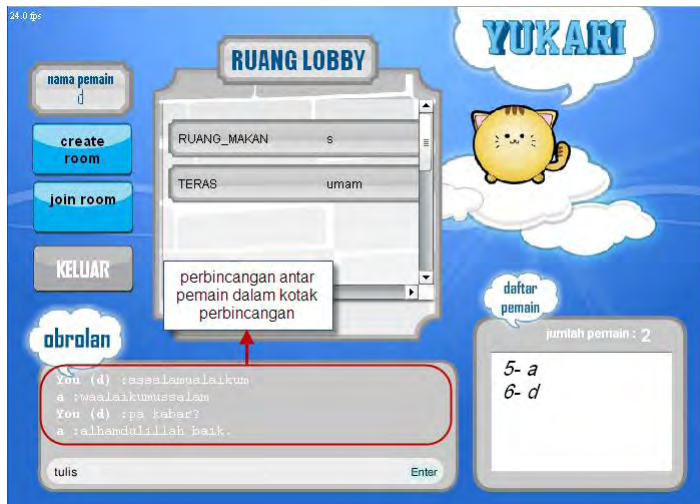 24.0 fps
RUANG LOBBY
YUKARI
nama pemain
d
create
room
join room
KELUAR
RUANG_MAKAN s
TERAS umam
perbincangan antar
pemain dalam kotak
perbincangan
obrolan
You (d) :assalamualaikum
a :waalaikumussalam
You (d) :pa kabar?
a :alhamdulillah baik.
tulis Enter
daftar
pemain
jumlah pemain : 2
5- a
6- d